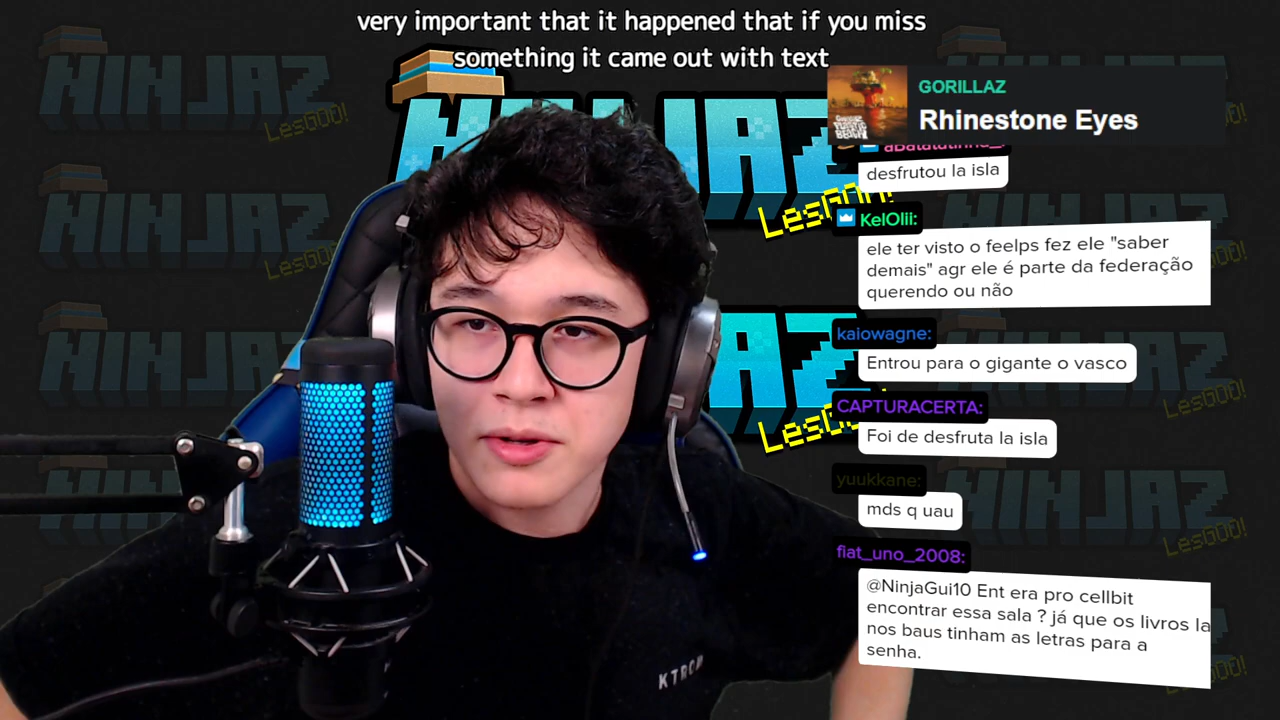 very important that it happened that if you miss
something it came out with text
NINJAZ
LesGOO!
GORILLAZ
Rhinestone Eyes
desfrutou la isla
KelOlii:
ele ter visto o feelps fez ele "saber
demais" agr ele é parte da federação
querendo ou não
kaiowagne:
Entrou para o gigante o vasco
CAPTURACERTA:
Foi de desfruta la isla
yuukkane:
mds q uau
fiat_uno_2008:
@NinjaGui10 Ent era pro cellbit
encontrar essa sala ? já que os livros la
nos baus tinham as letras para a
senha.